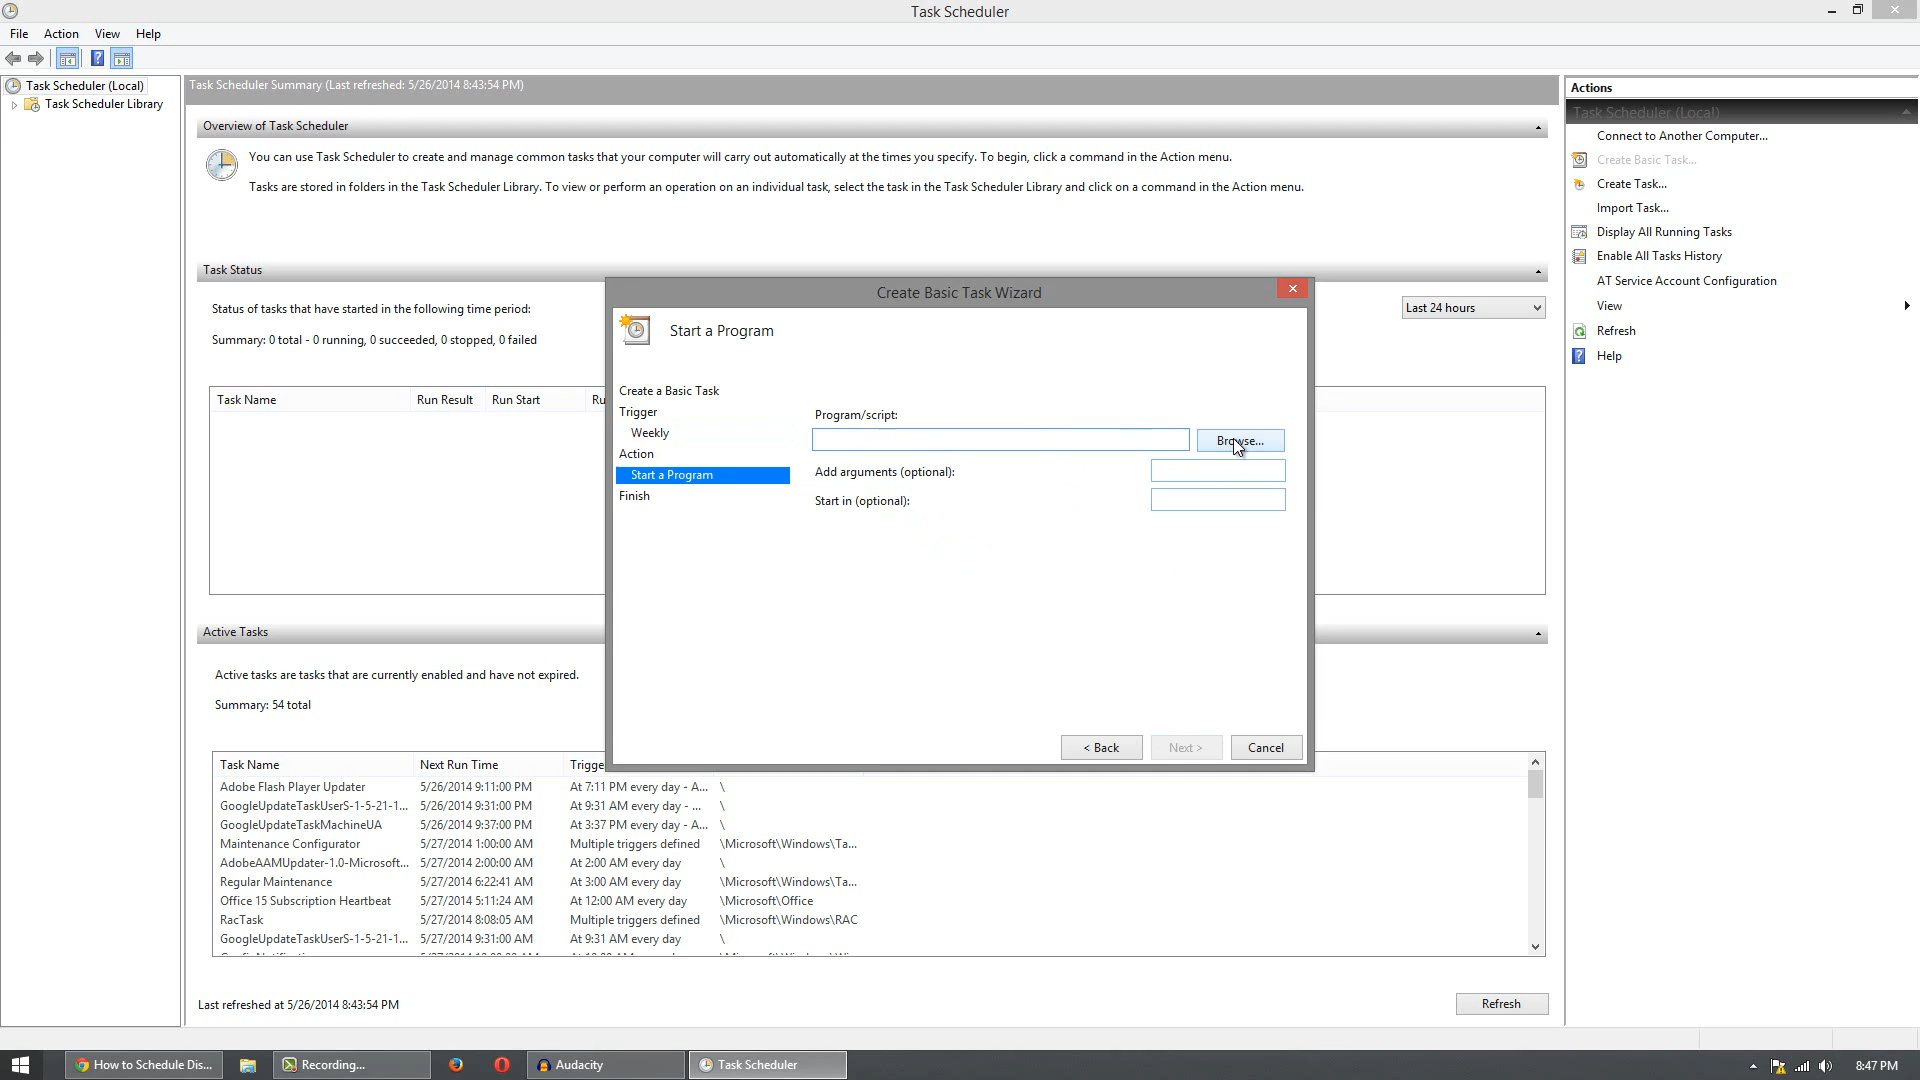 Task Scheduler
File Action View Help
Task Scheduler (Local)
Task Scheduler Library
Task Scheduler Summary (Last refreshed: 5/26/2014 8:43:54 PM)
Overview of Task Scheduler
You can use Task Scheduler to create and manage common tasks that your computer will carry out automatically at the times you specify. To begin, click a command in the Action menu.
Tasks are stored in folders in the Task Scheduler Library. To view or perform an operation on an individual task, select the task in the Task Scheduler Library and click on a command in the Action menu.
Task Status
Status of tasks that have started in the following time period:
Last 24 hours
Summary: 0 total - 0 running, 0 succeeded, 0 stopped, 0 failed
Task Name Run Result Run Start Ru
Active Tasks
Active tasks are tasks that are currently enabled and have not expired.
Summary: 54 total
Task Name Next Run Time Trigge
Adobe Flash Player Updater 5/26/2014 9:11:00 PM At 7:11 PM every day - A... \
GoogleUpdateTaskUserS-1-5-21-1... 5/26/2014 9:31:00 PM At 9:31 AM every day - ... \
GoogleUpdateTaskMachineUA 5/26/2014 9:37:00 PM At 3:37 PM every day - A... \
Maintenance Configurator 5/27/2014 1:00:00 AM Multiple triggers defined \Microsoft\Windows\Ta...
AdobeAAMUpdater-1.0-Microsoft... 5/27/2014 2:00:00 AM At 2:00 AM every day \
Regular Maintenance 5/27/2014 6:22:41 AM At 3:00 AM every day \Microsoft\Windows\Ta...
Office 15 Subscription Heartbeat 5/27/2014 5:11:24 AM At 12:00 AM every day \Microsoft\Office
RacTask 5/27/2014 8:08:05 AM Multiple triggers defined \Microsoft\Windows\RAC
GoogleUpdateTaskUserS-1-5-21-1... 5/27/2014 9:31:00 AM At 9:31 AM every day \
Last refreshed at 5/26/2014 8:43:54 PM
Refresh
Create Basic Task Wizard
Start a Program
Create a Basic Task
Trigger
Weekly
Action
Start a Program
Finish
Program/script:
Browse...
Add arguments (optional):
Start in (optional):
< Back Next > Cancel
Actions
Task Scheduler (Local)
Connect to Another Computer...
Create Basic Task...
Create Task...
Import Task...
Display All Running Tasks
Enable All Tasks History
AT Service Account Configuration
View
Refresh
Help
How to Schedule Dis... Recording... Audacity Task Scheduler 8:47 PM